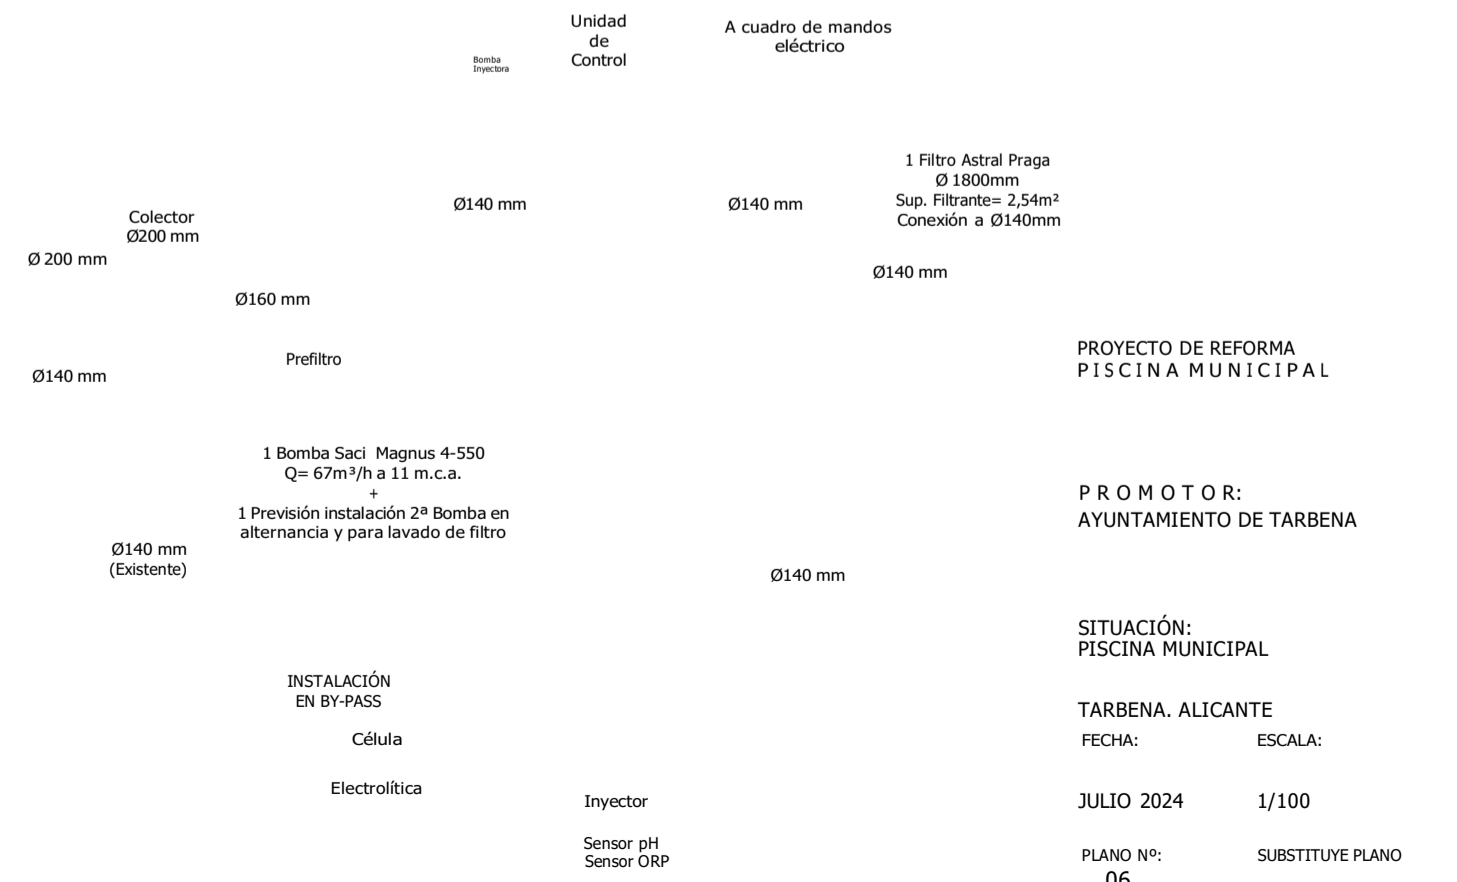 Unidad
de
Control
A cuadro de mandos
eléctrico
Bomba
Inyectora
1 Filtro Astral Praga
Ø 1800mm
Sup. Filtrante= 2,54m²
Conexión a Ø140mm
Ø140 mm
Ø140 mm
Colector
Ø200 mm
Ø 200 mm
Ø140 mm
Ø160 mm
Prefiltro
Ø140 mm
PROYECTO DE REFORMA
PISCINA MUNICIPAL
1 Bomba Saci Magnus 4-550
Q= 67m³/h a 11 m.c.a.
+
1 Previsión instalación 2ª Bomba en
alternancia y para lavado de filtro
PROMOTOR:
AYUNTAMIENTO DE TARBENA
Ø140 mm
(Existente)
Ø140 mm
SITUACIÓN:
PISCINA MUNICIPAL
INSTALACIÓN
EN BY-PASS
TARBENA. ALICANTE
Célula
FECHA:
ESCALA:
Electrolítica
Inyector
JULIO 2024
1/100
Sensor pH
Sensor ORP
PLANO Nº:
SUBSTITUYE PLANO
06